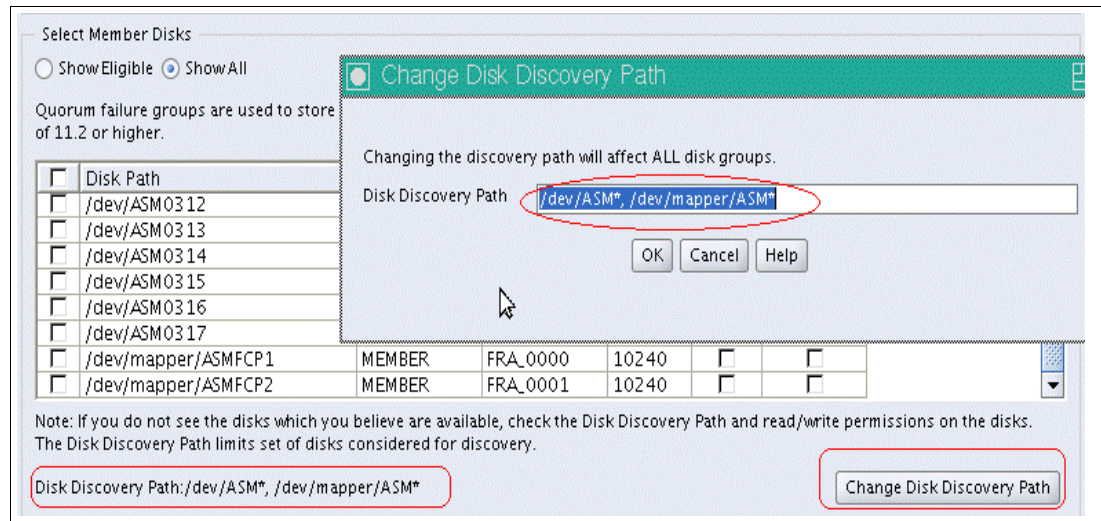 Select Member Disks
Show Eligible Show All
Quorum failure groups are used to store
of 11.2 or higher.
Disk Path
/dev/ASM0312
/dev/ASM0313
/dev/ASM0314
/dev/ASM0315
/dev/ASM0316
/dev/ASM0317
/dev/mapper/ASMFCP1 MEMBER FRA_0000 10240
/dev/mapper/ASMFCP2 MEMBER FRA_0001 10240
Change Disk Discovery Path
Changing the discovery path will affect ALL disk groups.
Disk Discovery Path /dev/ASM*, /dev/mapper/ASM*
OK Cancel Help
Note: If you do not see the disks which you believe are available, check the Disk Discovery Path and read/write permissions on the disks.
The Disk Discovery Path limits set of disks considered for discovery.
Disk Discovery Path:/dev/ASM*, /dev/mapper/ASM*
Change Disk Discovery Path